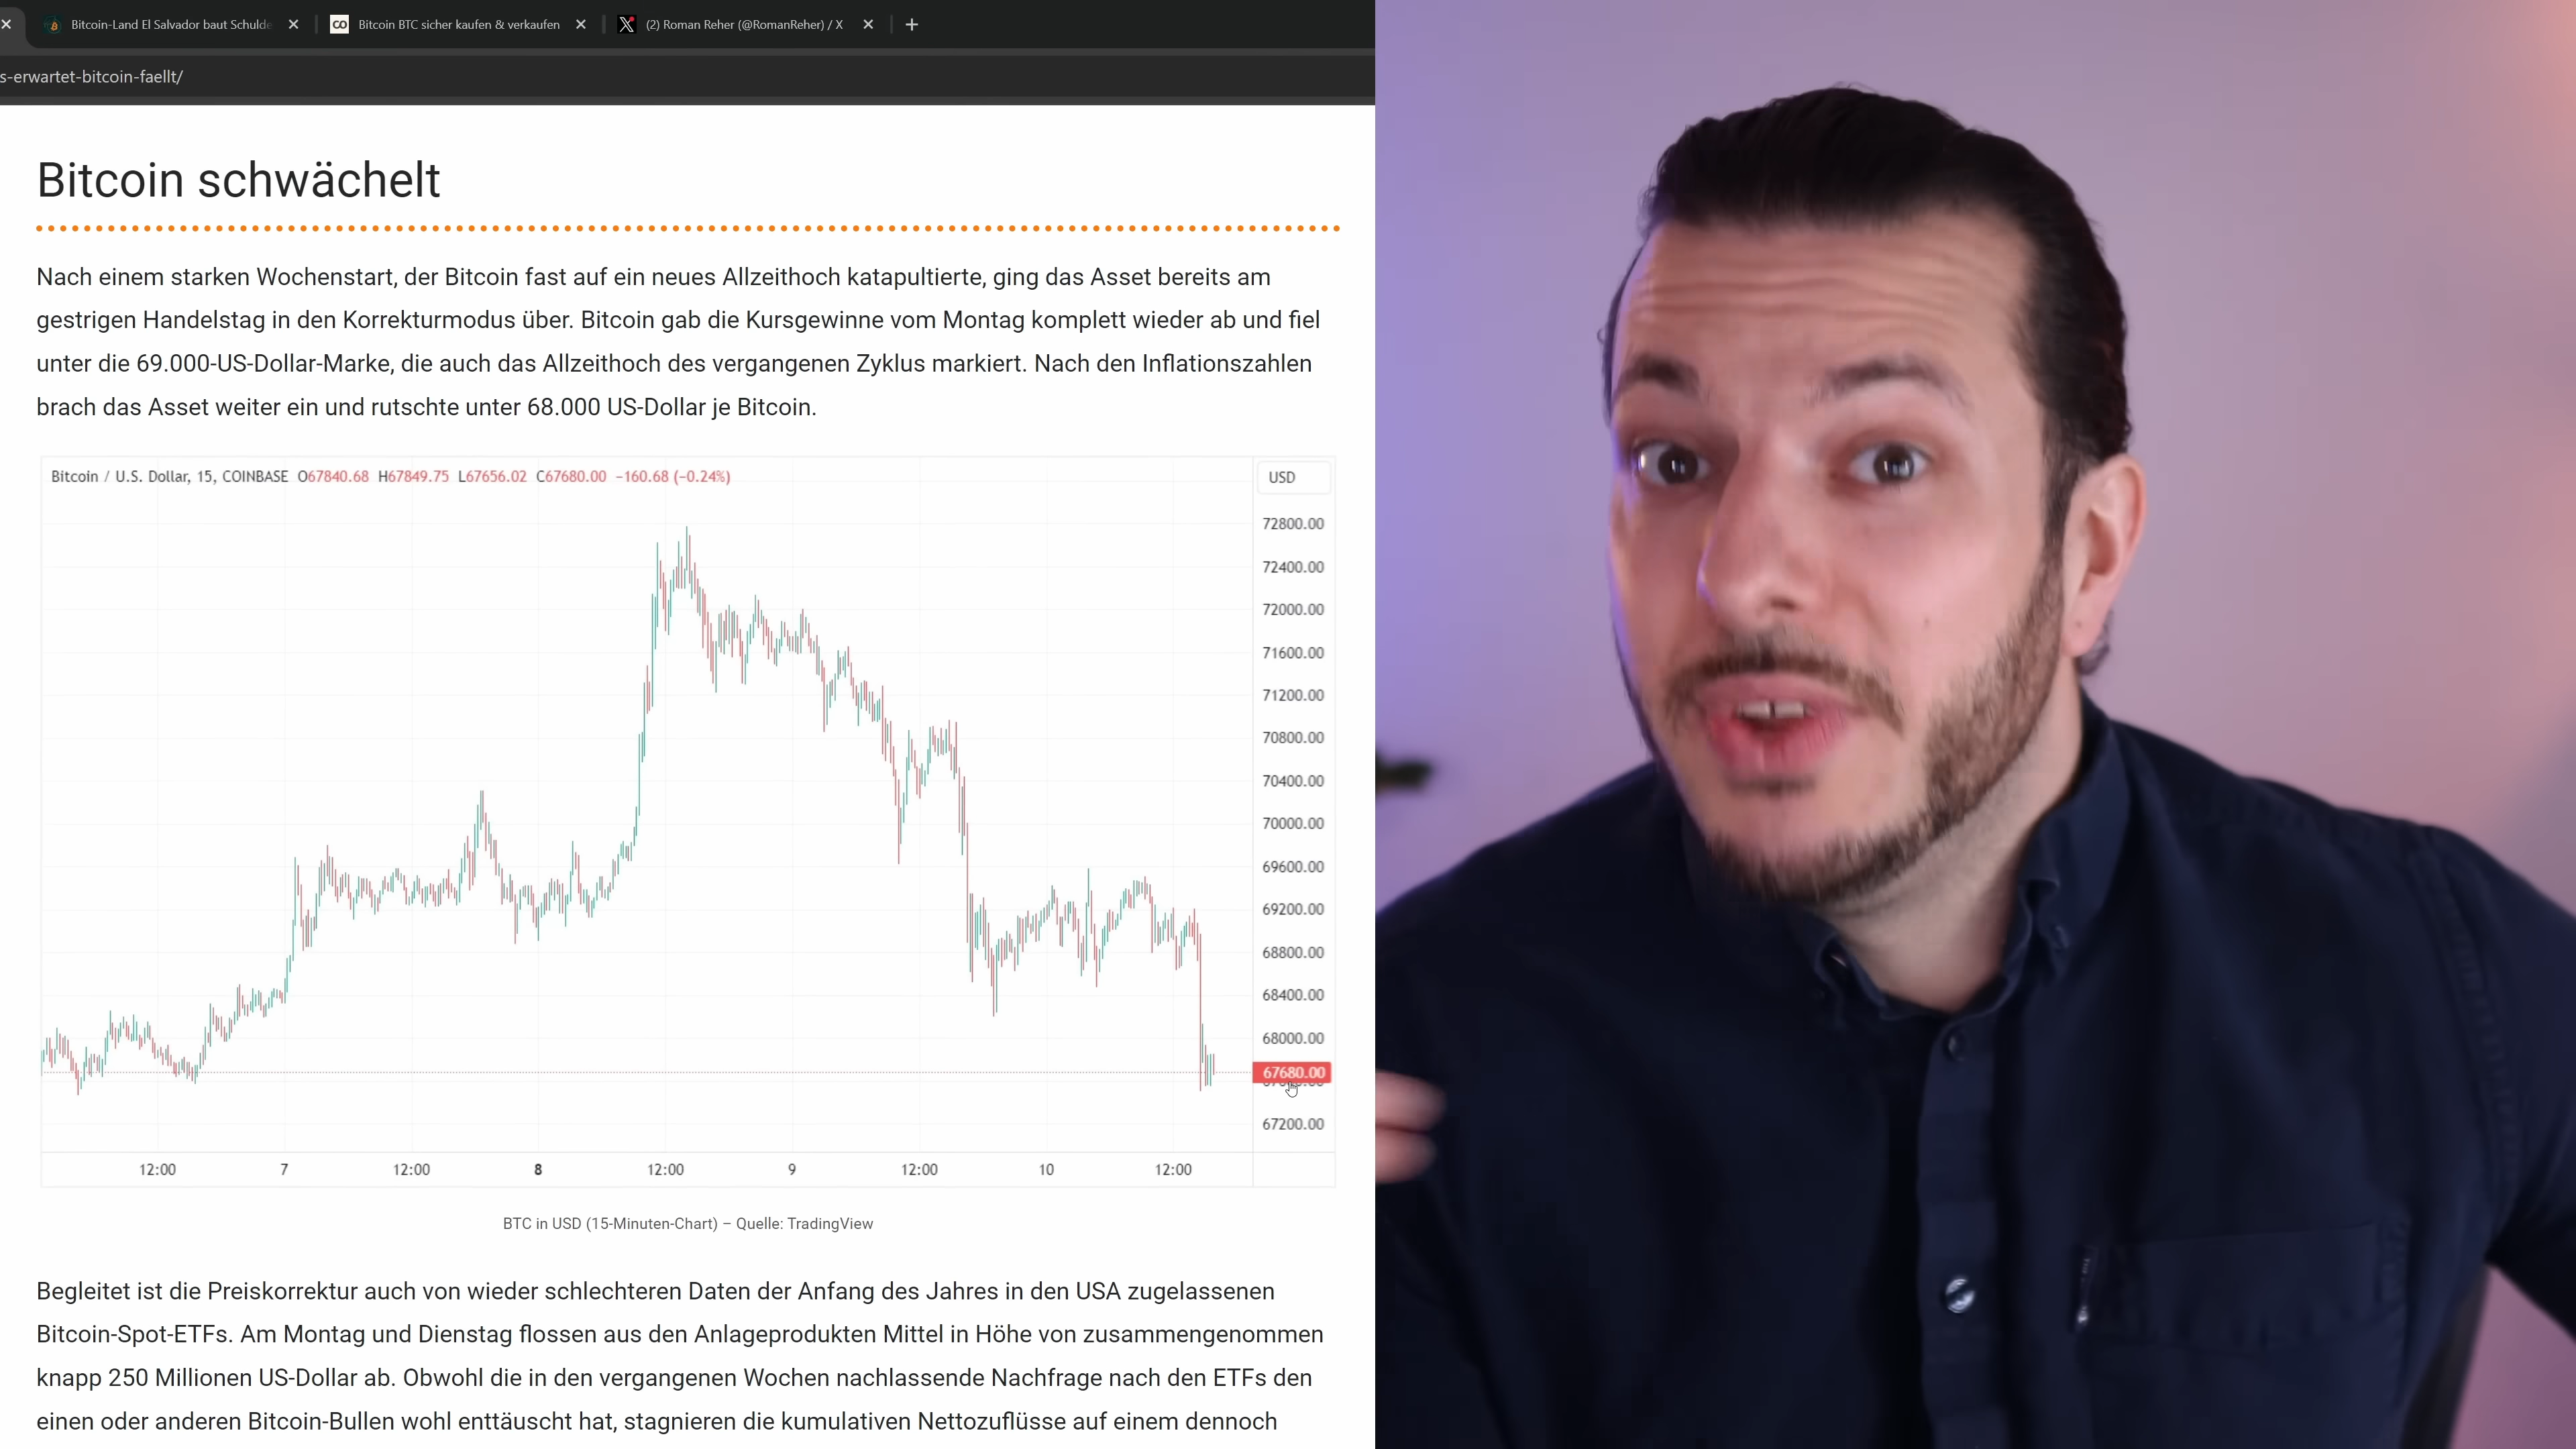 Bitcoin-Land El Salvador baut Schulde
Bitcoin BTC sicher kaufen & verkaufen
(2) Roman Reher (@RomanReher) / X
s-erwartet-bitcoin-faellt/
Bitcoin schwächelt
Nach einem starken Wochenstart, der Bitcoin fast auf ein neues Allzeithoch katapultierte, ging das Asset bereits am
gestrigen Handelstag in den Korrekturmodus über. Bitcoin gab die Kursgewinne vom Montag komplett wieder ab und fiel
unter die 69.000-US-Dollar-Marke, die auch das Allzeithoch des vergangenen Zyklus markiert. Nach den Inflationszahlen
brach das Asset weiter ein und rutschte unter 68.000 US-Dollar je Bitcoin.
Bitcoin / U.S. Dollar, 15, COINBASE O67840.68 H67849.75 L67656.02 C67680.00 −160.68 (−0.24%)
USD
72800.00
72400.00
72000.00
71600.00
71200.00
70800.00
70400.00
70000.00
69600.00
69200.00
68800.00
68400.00
68000.00
67680.00
67200.00
12:00 7 12:00 8 12:00 9 12:00 10 12:00
BTC in USD (15-Minuten-Chart) – Quelle: TradingView
Begleitet ist die Preiskorrektur auch von wieder schlechteren Daten der Anfang des Jahres in den USA zugelassenen
Bitcoin-Spot-ETFs. Am Montag und Dienstag flossen aus den Anlageprodukten Mittel in Höhe von zusammengenommen
knapp 250 Millionen US-Dollar ab. Obwohl die in den vergangenen Wochen nachlassende Nachfrage nach den ETFs den
einen oder anderen Bitcoin-Bullen wohl enttäuscht hat, stagnieren die kumulativen Nettozuflüsse auf einem dennoch